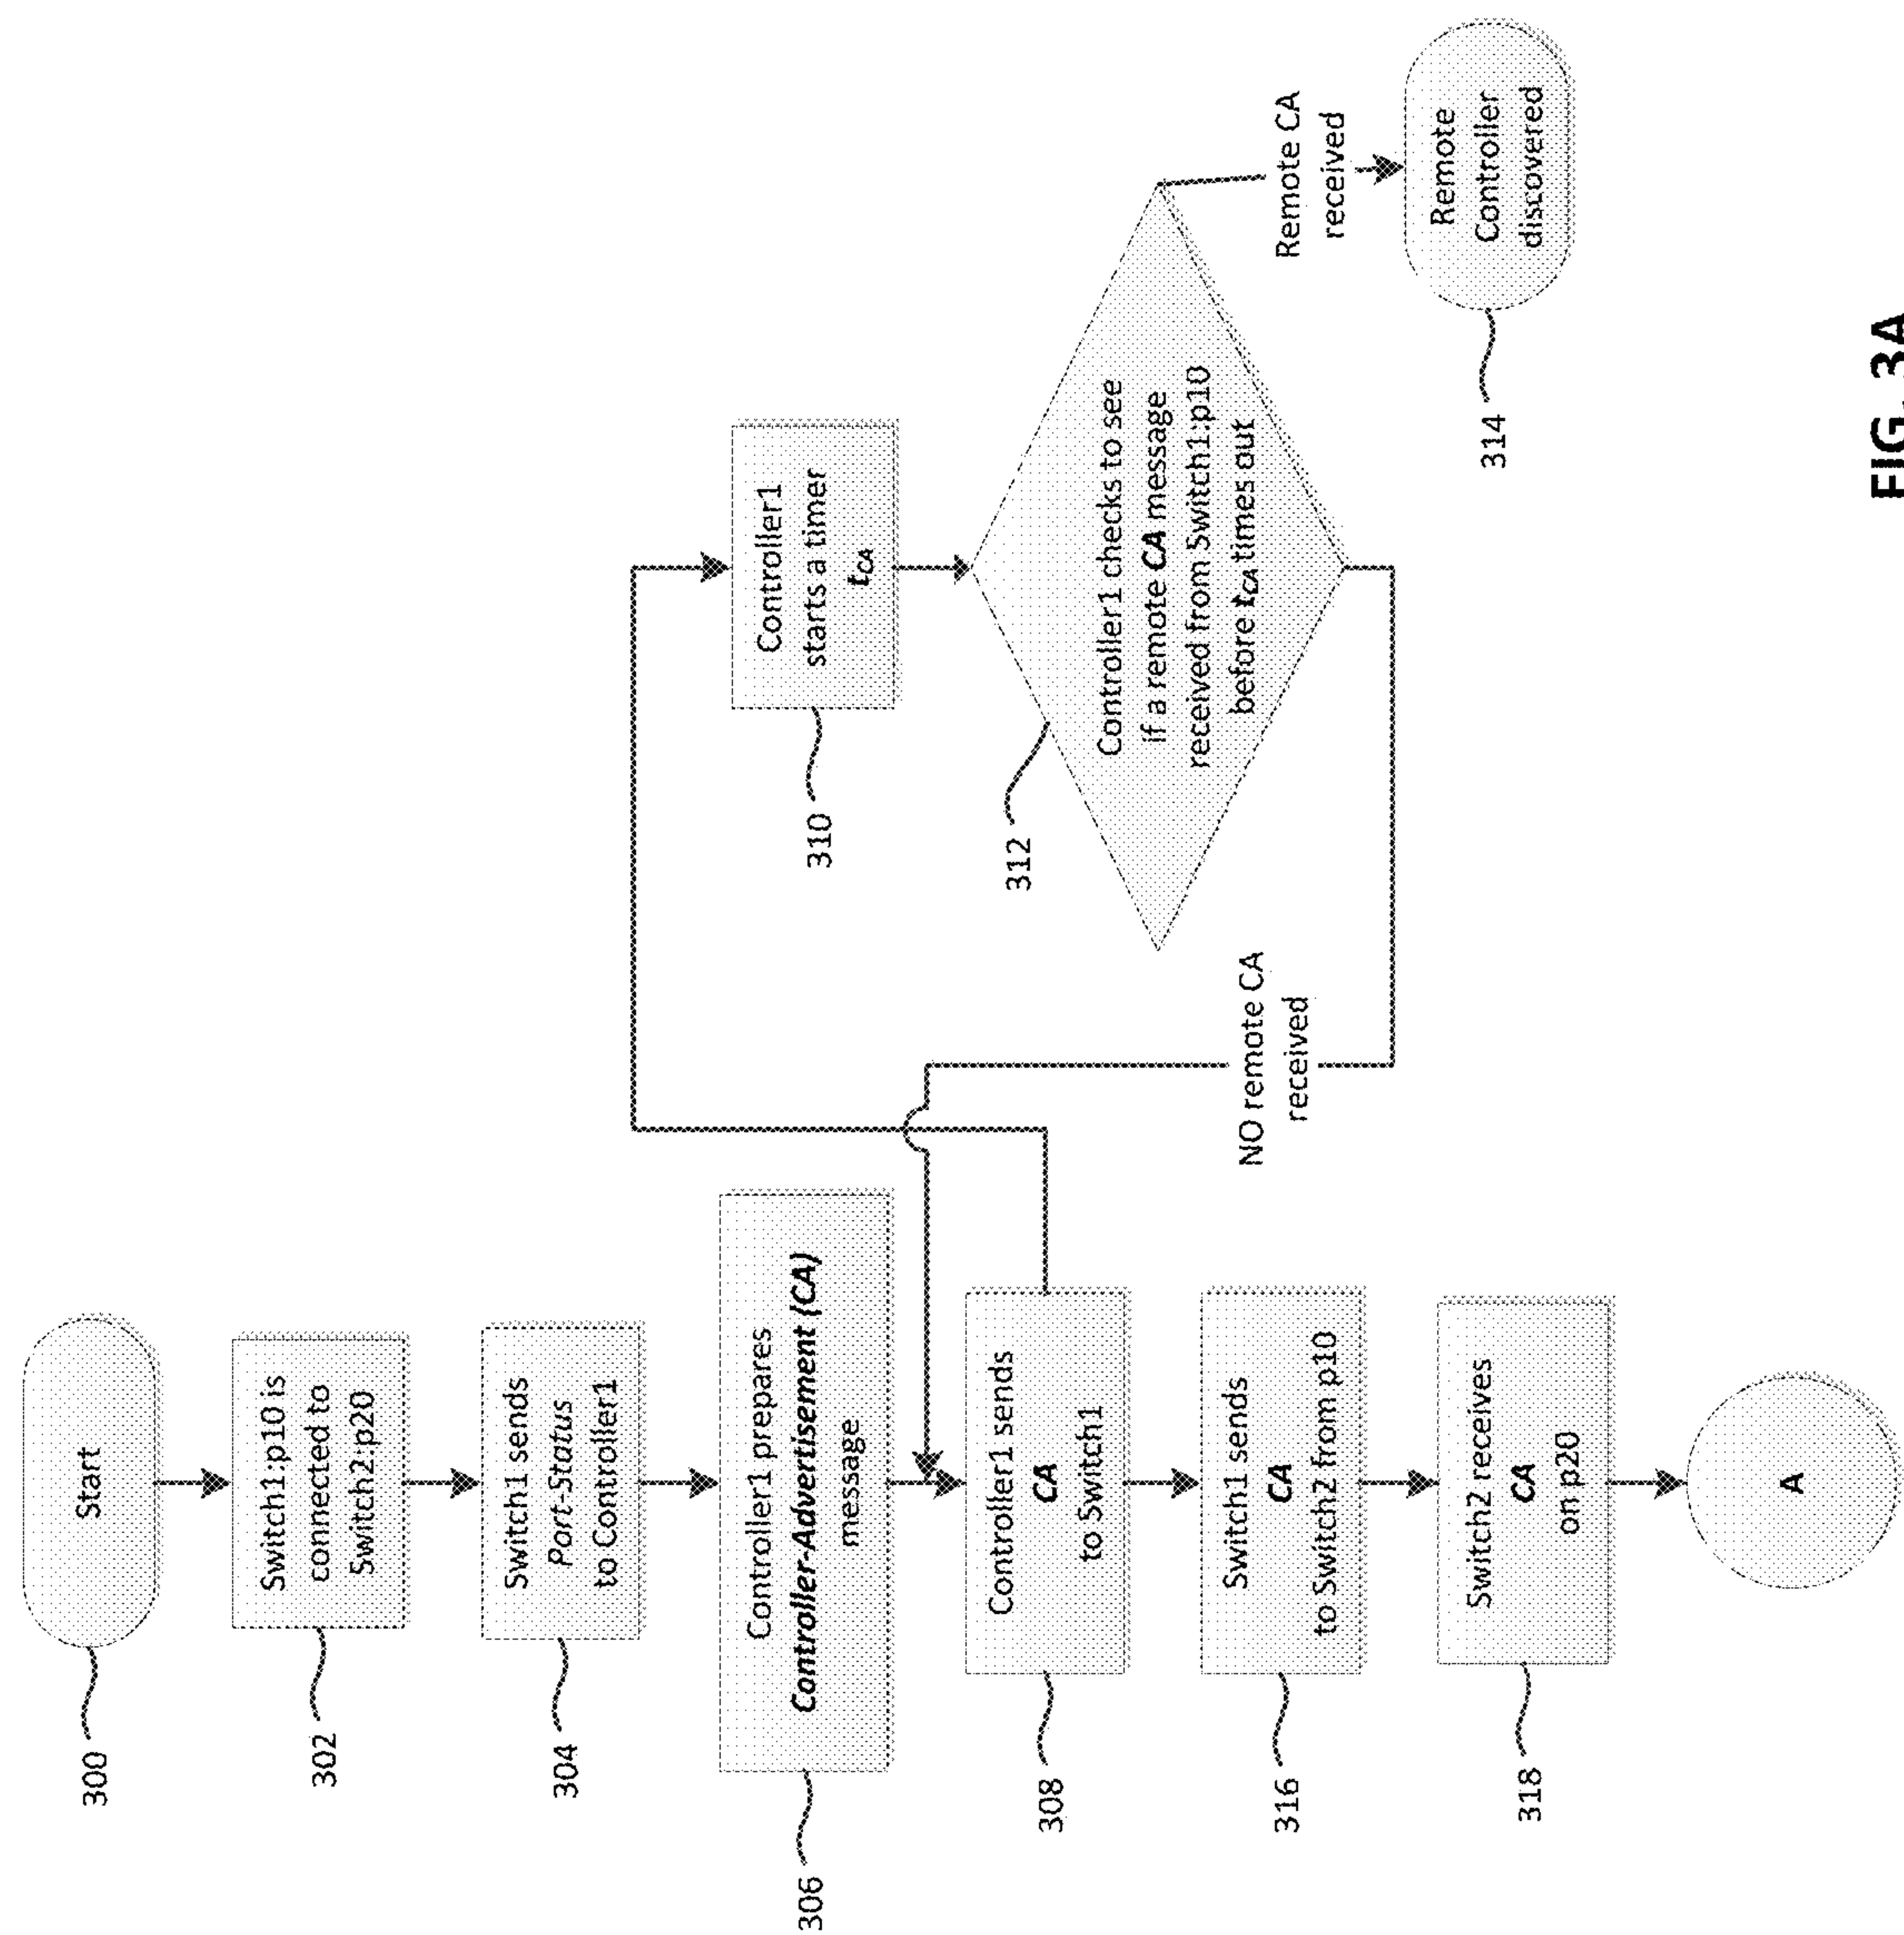 300
Start
302
Switch1:p10 is
connected to
Switch2:p20
304
Switch1 sends
Port-Status
to Controller1
306
Controller1 prepares
Controller-Advertisement (CA)
message
308
Controller1 sends
CA
to Switch1
316
Switch1 sends
CA
to Switch2 from p10
318
Switch2 receives
CA
on p20
A
310
Controller1
starts a timer
tCA
312
Controller1 checks to see
if a remote CA message
received from Switch1:p10
before tCA times out
NO remote CA
received
Remote CA
received
314
Remote
Controller
discovered
FIG. 3A